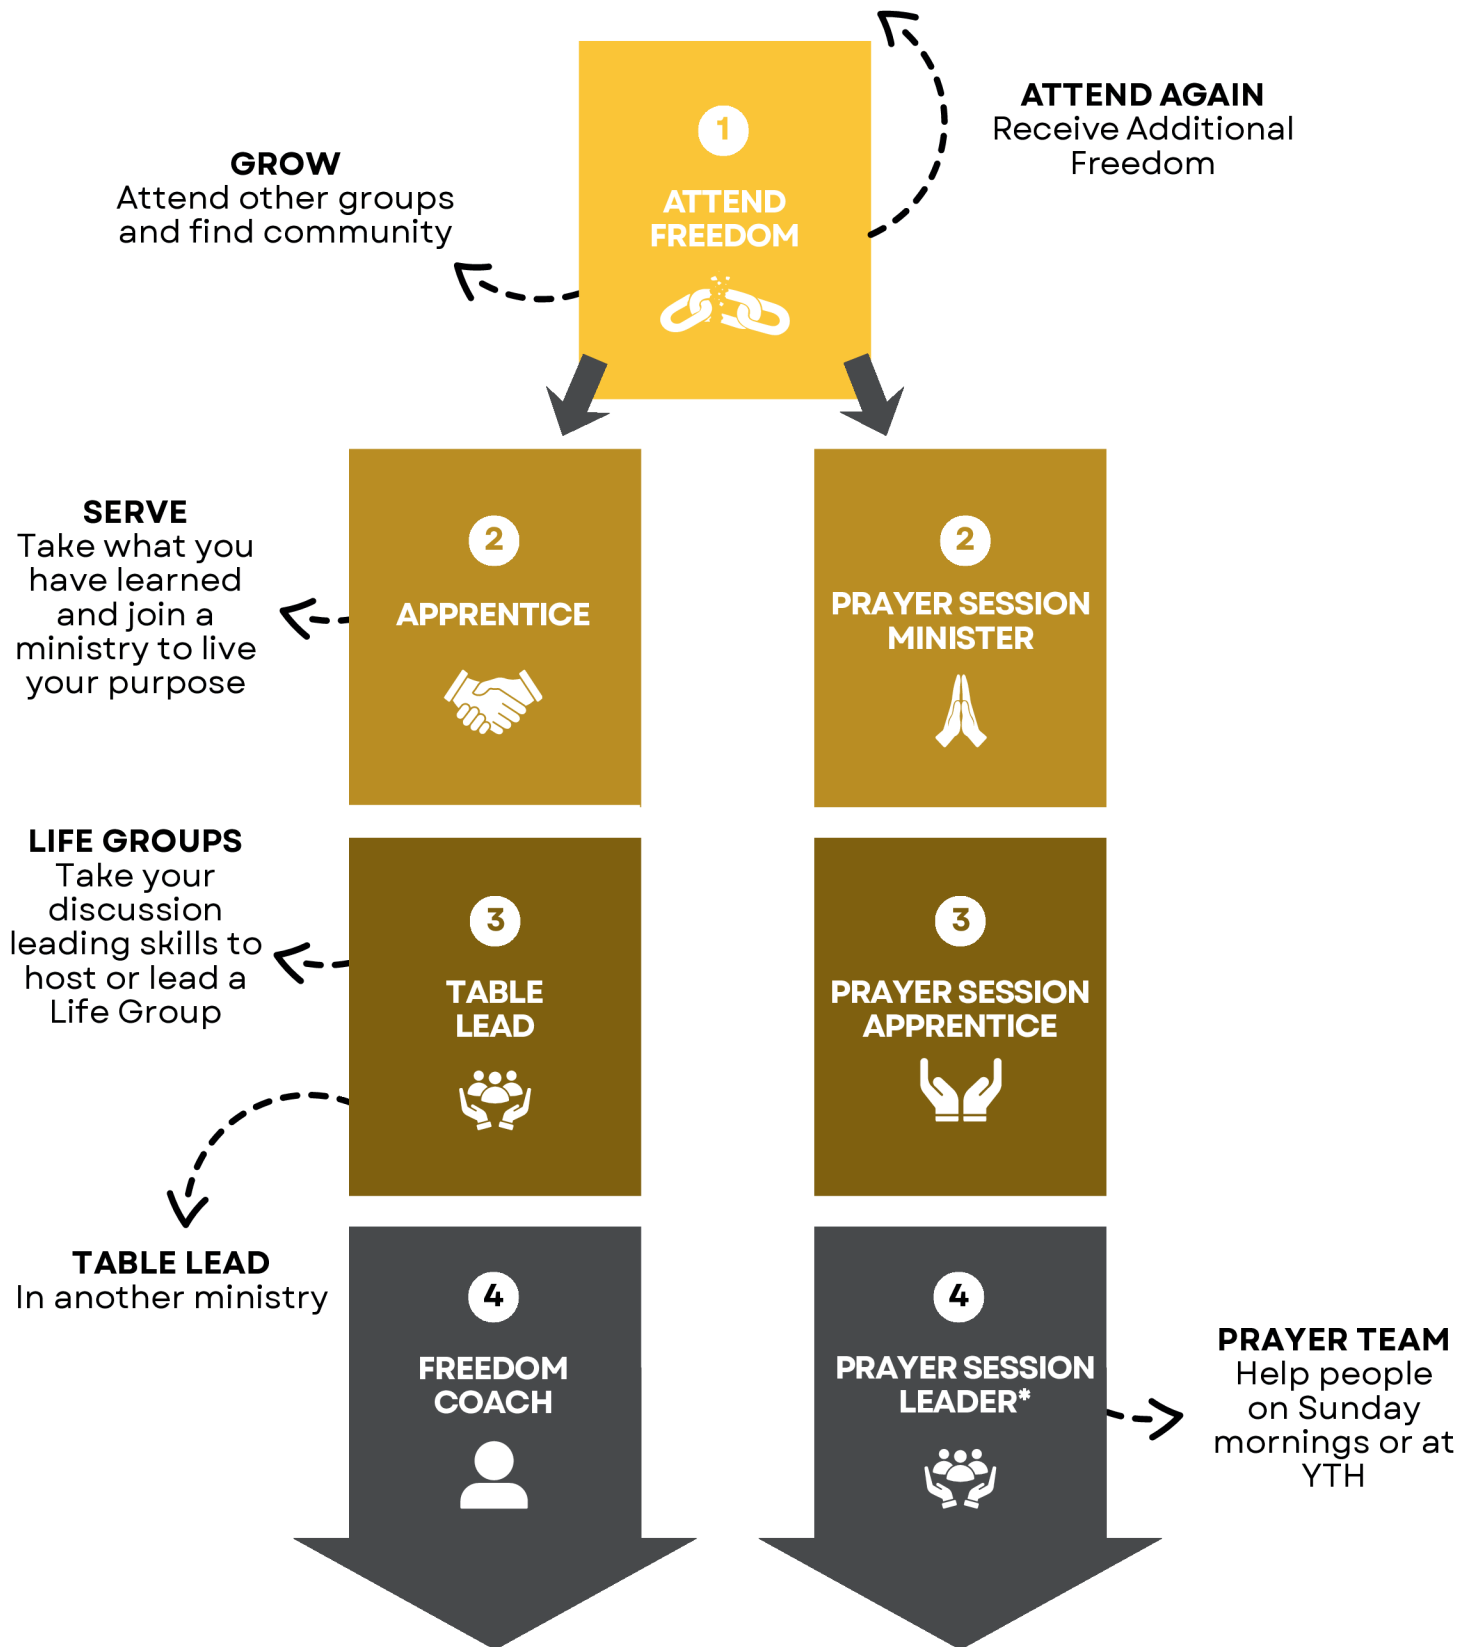 1
ATTEND
FREEDOM
ATTEND AGAIN
Receive Additional
Freedom
GROW
Attend other groups
and find community
SERVE
Take what you
have learned
and join a
ministry to live
your purpose
2
APPRENTICE
2
PRAYER SESSION
MINISTER
LIFE GROUPS
Take your
discussion
leading skills to
host or lead a
Life Group
3
TABLE
LEAD
3
PRAYER SESSION
APPRENTICE
TABLE LEAD
In another ministry
4
FREEDOM
COACH
4
PRAYER SESSION
LEADER*
PRAYER TEAM
Help people
on Sunday
mornings or at
YTH